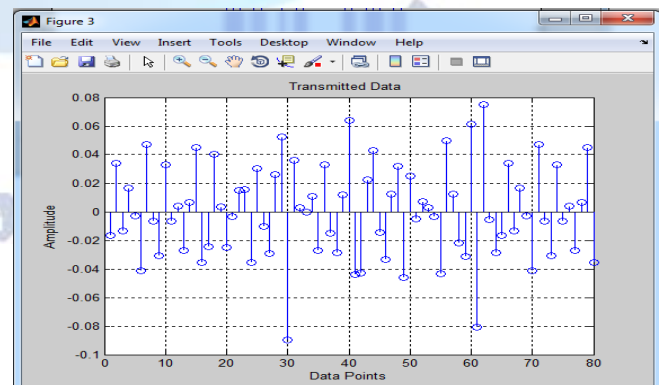 Figure 3
File Edit View Insert Tools Desktop Window Help
Transmitted Data
0.08
0.06
0.04
0.02
0
-0.02
-0.04
-0.06
-0.08
-0.1
Amplitude
0 10 20 30 40 50 60 70 80
Data Points